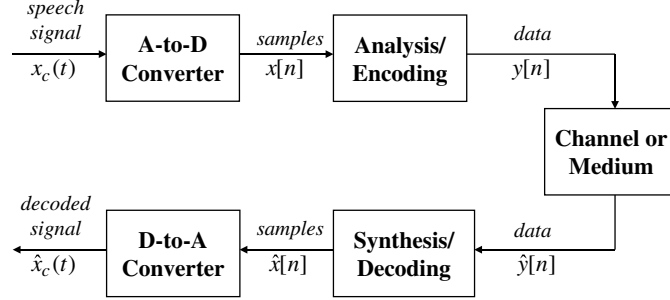 speech
signal
x_c(t)
A-to-D
Converter
samples
x[n]
Analysis/
Encoding
data
y[n]
Channel or
Medium
decoded
signal
x̂_c(t)
D-to-A
Converter
samples
x̂[n]
Synthesis/
Decoding
data
ŷ[n]